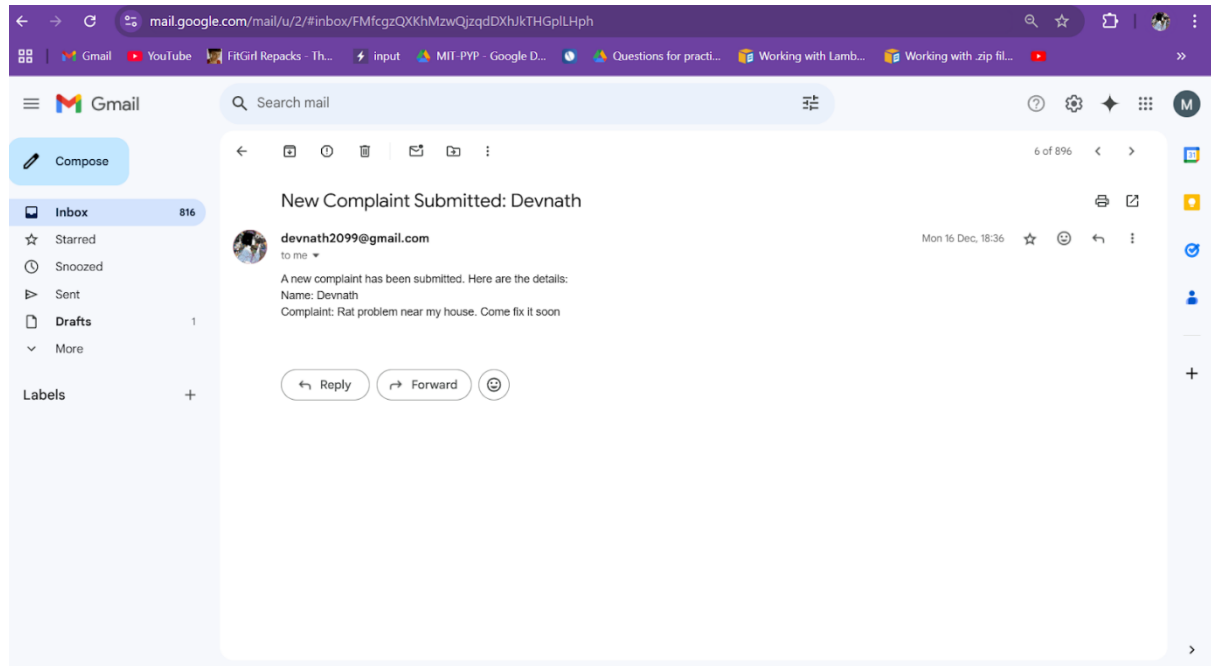 mail.google.com/mail/u/2/#inbox/FMfcgzQXKhMzwQjzqdDXhJkTHGplLHph
Gmail YouTube FitGirl Repacks - Th... input MIT-PYP - Google D... Questions for practi... Working with Lamb... Working with .zip fil... »
Gmail Search mail M
Compose 6 of 896
New Complaint Submitted: Devnath
Inbox 816
Starred
Snoozed
Sent
Drafts 1
More
Labels +
devnath2099@gmail.com Mon 16 Dec, 18:36
to me
A new complaint has been submitted. Here are the details:
Name: Devnath
Complaint: Rat problem near my house. Come fix it soon
Reply Forward
31